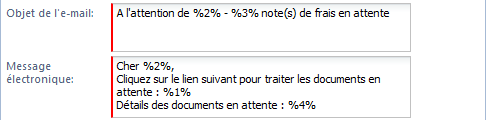 Objet de l'e-mail:
A l'attention de %2% - %3% note(s) de frais en attente
Message
électronique:
Cher %2%,
Cliquez sur le lien suivant pour traiter les documents en
attente : %1%
Détails des documents en attente : %4%